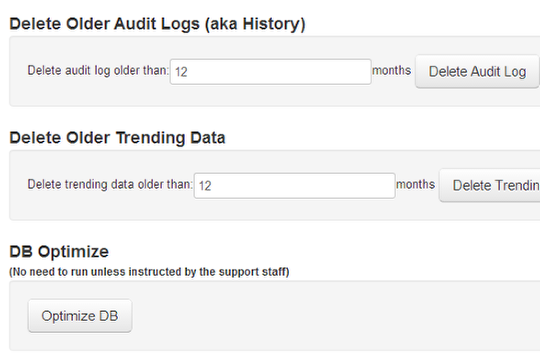 Delete Older Audit Logs (aka History)
Delete audit log older than: 12 months Delete Audit Log
Delete Older Trending Data
Delete trending data older than: 12 months Delete Trendin
DB Optimize
(No need to run unless instructed by the support staff)
Optimize DB